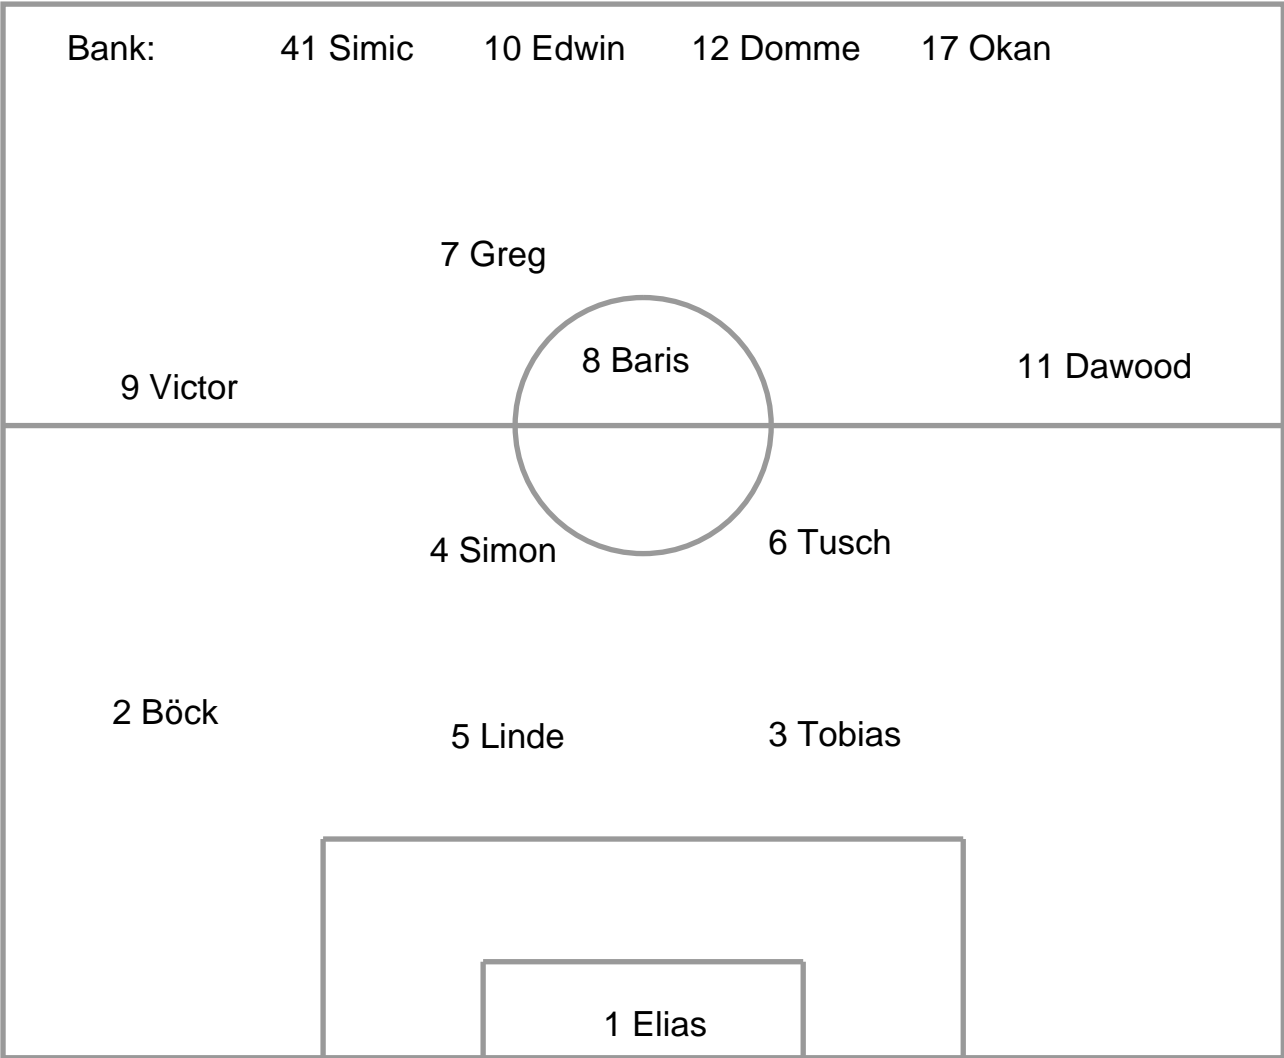 Bank: 41 Simic 10 Edwin 12 Domme 17 Okan
7 Greg
8 Baris
11 Dawood
9 Victor
4 Simon
6 Tusch
2 Böck
5 Linde
3 Tobias
1 Elias